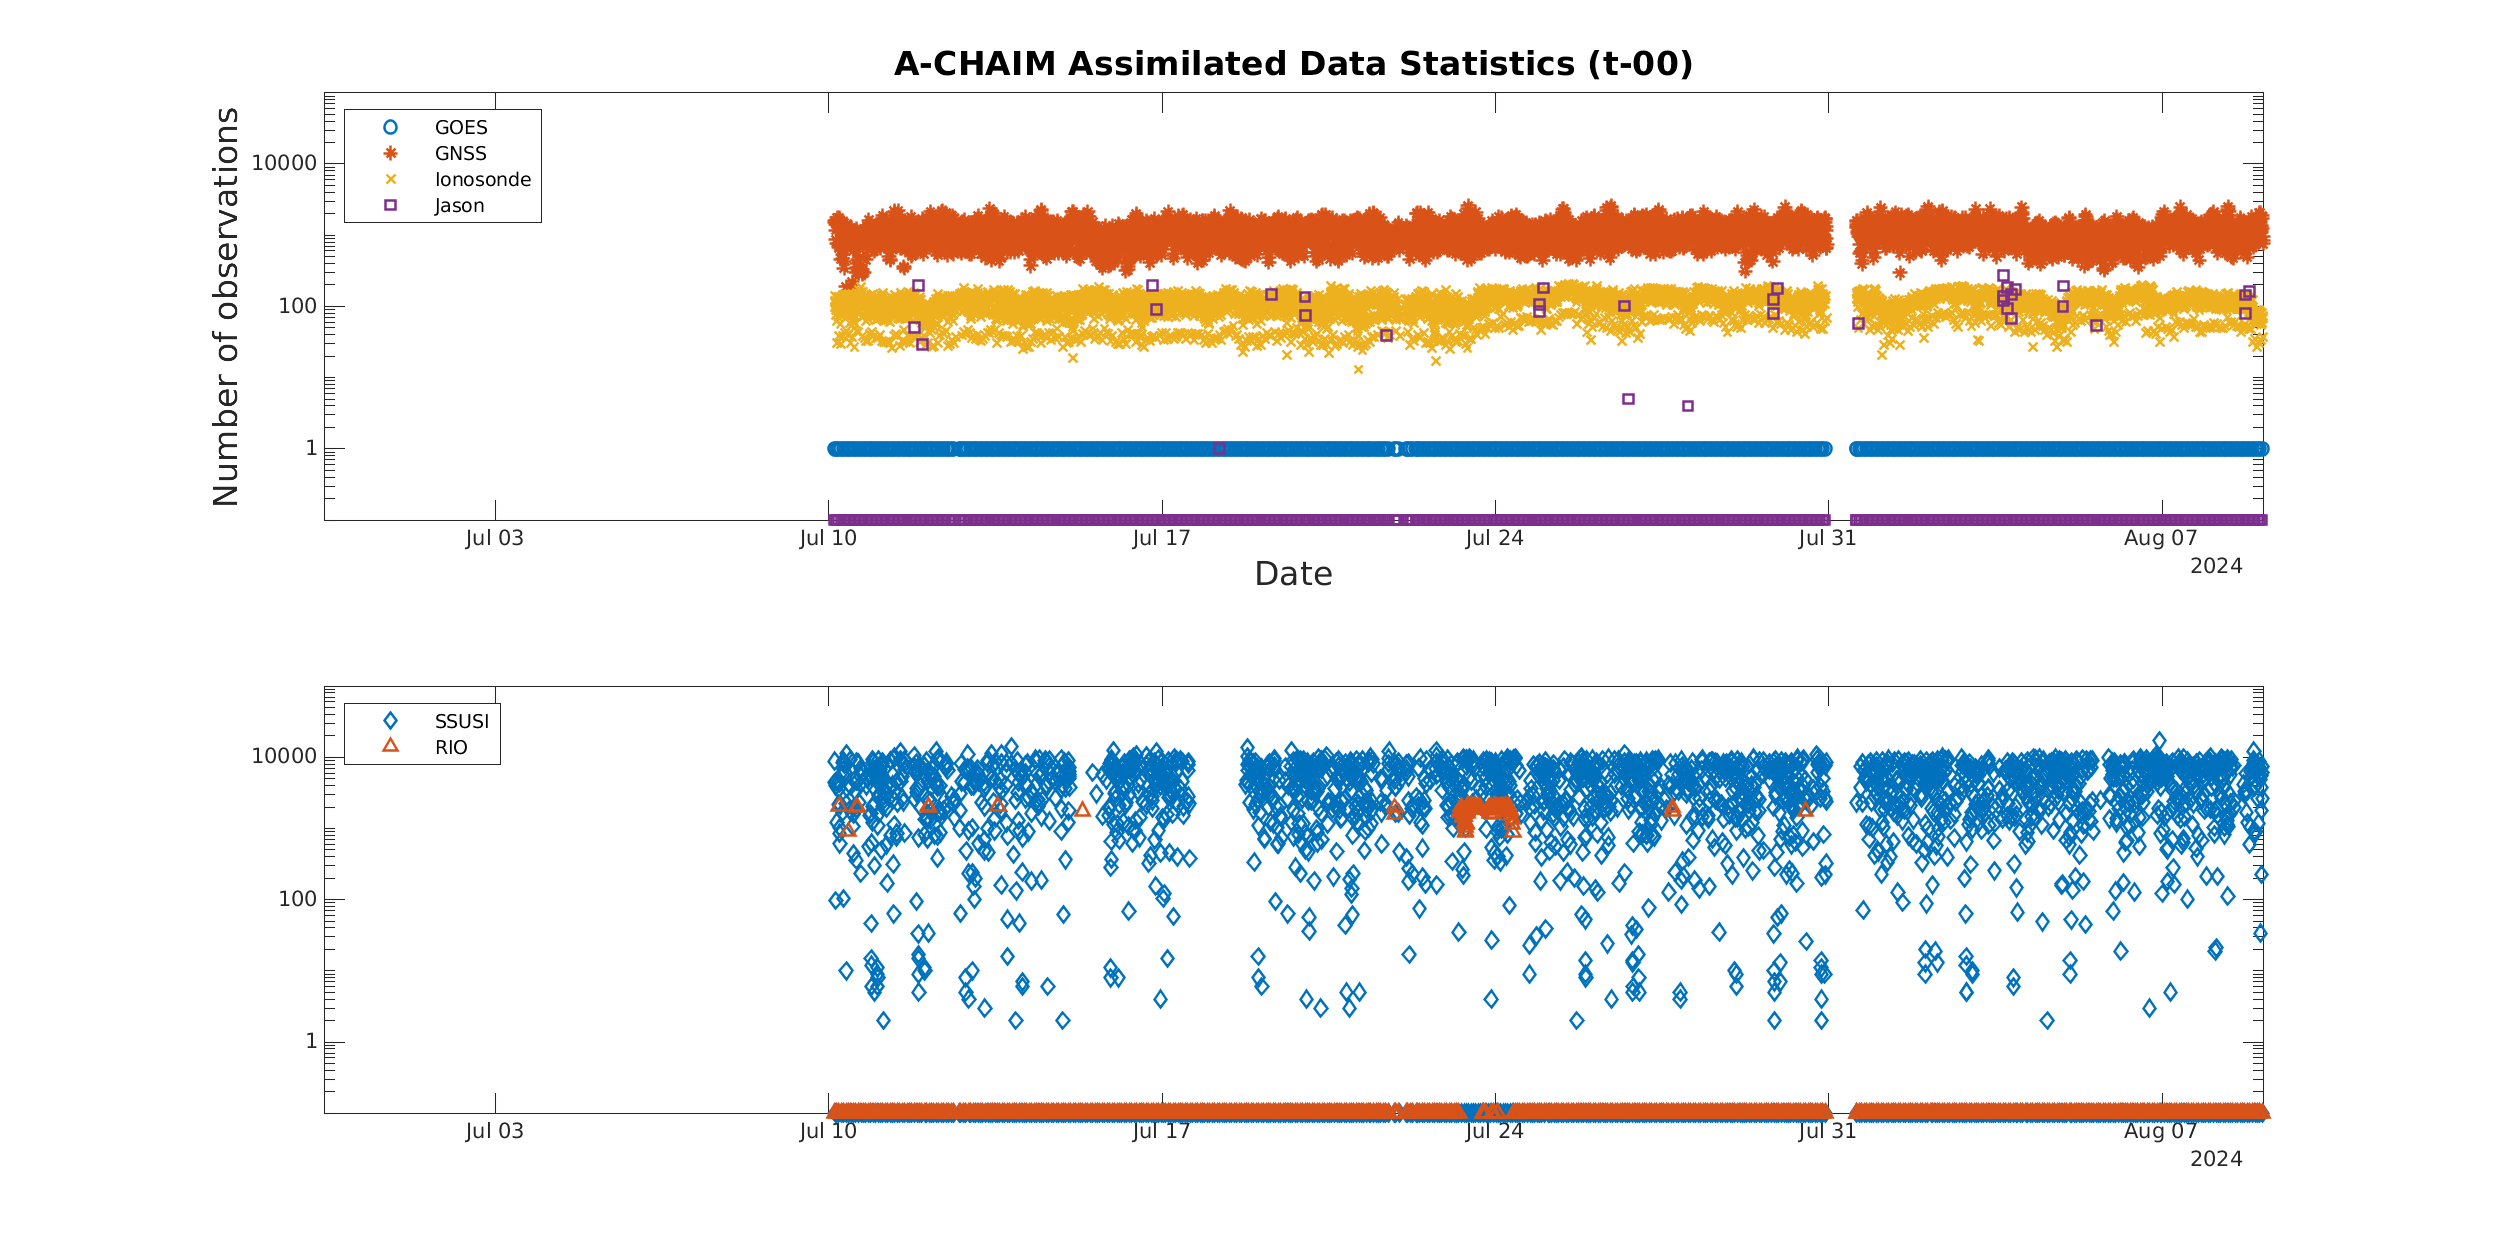 A-CHAIM Assimilated Data Statistics (t-00)
Number of observations
GOES
GNSS
Ionosonde
Jason
10000
100
1
Jul 03
Jul 10
Jul 17
Jul 24
Jul 31
Aug 07
2024
Date
SSUSI
RIO
10000
100
1
Jul 03
Jul 10
Jul 17
Jul 24
Jul 31
Aug 07
2024